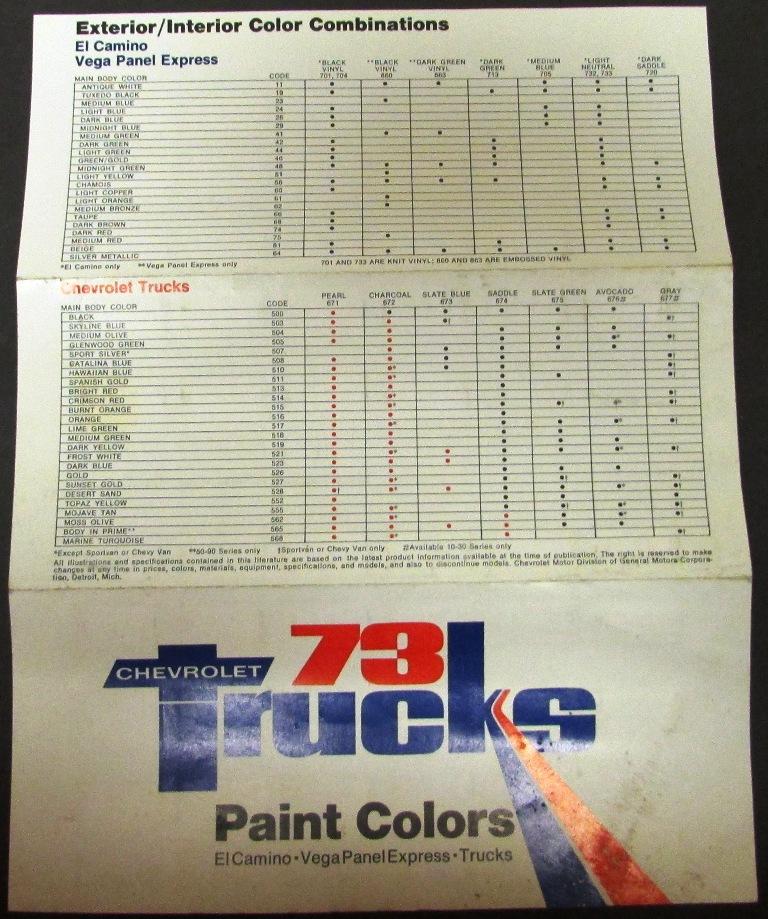 Exterior/Interior Color Combinations
El Camino
Vega Panel Express
MAIN BODY COLOR CODE *BLACK VINYL 701, 704 **BLACK VINYL 660 **DARK GREEN VINYL 663 *DARK GREEN 713 *MEDIUM BLUE 705 *LIGHT NEUTRAL 732, 733 *DARK SADDLE 720
ANTIQUE WHITE 11
TUXEDO BLACK 19
MEDIUM BLUE 23
LIGHT BLUE 24
DARK BLUE 26
MIDNIGHT BLUE 29
MEDIUM GREEN 41
DARK GREEN 42
LIGHT GREEN 44
GREEN/GOLD 46
MIDNIGHT GREEN 48
LIGHT YELLOW 51
CHAMOIS 56
LIGHT COPPER 60
LIGHT ORANGE 61
MEDIUM BRONZE 62
TAUPE 66
DARK BROWN 68
DARK RED 74
MEDIUM RED 75
BEIGE 81
SILVER METALLIC 64
*El Camino only **Vega Panel Express only 701 AND 733 ARE KNIT VINYL; 660 AND 663 ARE EMBOSSED VINYL
Chevrolet Trucks
MAIN BODY COLOR CODE PEARL 671 CHARCOAL 672 SLATE BLUE 673 SADDLE 674 SLATE GREEN 675 AVOCADO 676# GRAY 677#
BLACK 500
SKYLINE BLUE 503
MEDIUM OLIVE 504
GLENWOOD GREEN 505
SPORT SILVER* 507
CATALINA BLUE 508
HAWAIIAN BLUE 510
SPANISH GOLD 511
BRIGHT RED 513
CRIMSON RED 514
BURNT ORANGE 515
ORANGE 516
LIME GREEN 517
MEDIUM GREEN 518
DARK YELLOW 519
FROST WHITE 521
DARK BLUE 523
GOLD 526
SUNSET GOLD 527
DESERT SAND 528
TOPAZ YELLOW 552
MOJAVE TAN 555
MOSS OLIVE 562
BODY IN PRIME** 565
MARINE TURQUOISE 568
*Except Sportvan or Chevy Van **50-90 Series only †Sportvan or Chevy Van only #Available 10-30 Series only
All illustrations and specifications contained in this literature are based on the latest product information available at the time of publication. The right is reserved to make
changes at any time in prices, colors, materials, equipment, specifications, and models, and also to discontinue models. Chevrolet Motor Division of General Motors Corpora-
tion, Detroit, Mich.
73
CHEVROLET
Trucks
Paint Colors
El Camino • Vega Panel Express • Trucks